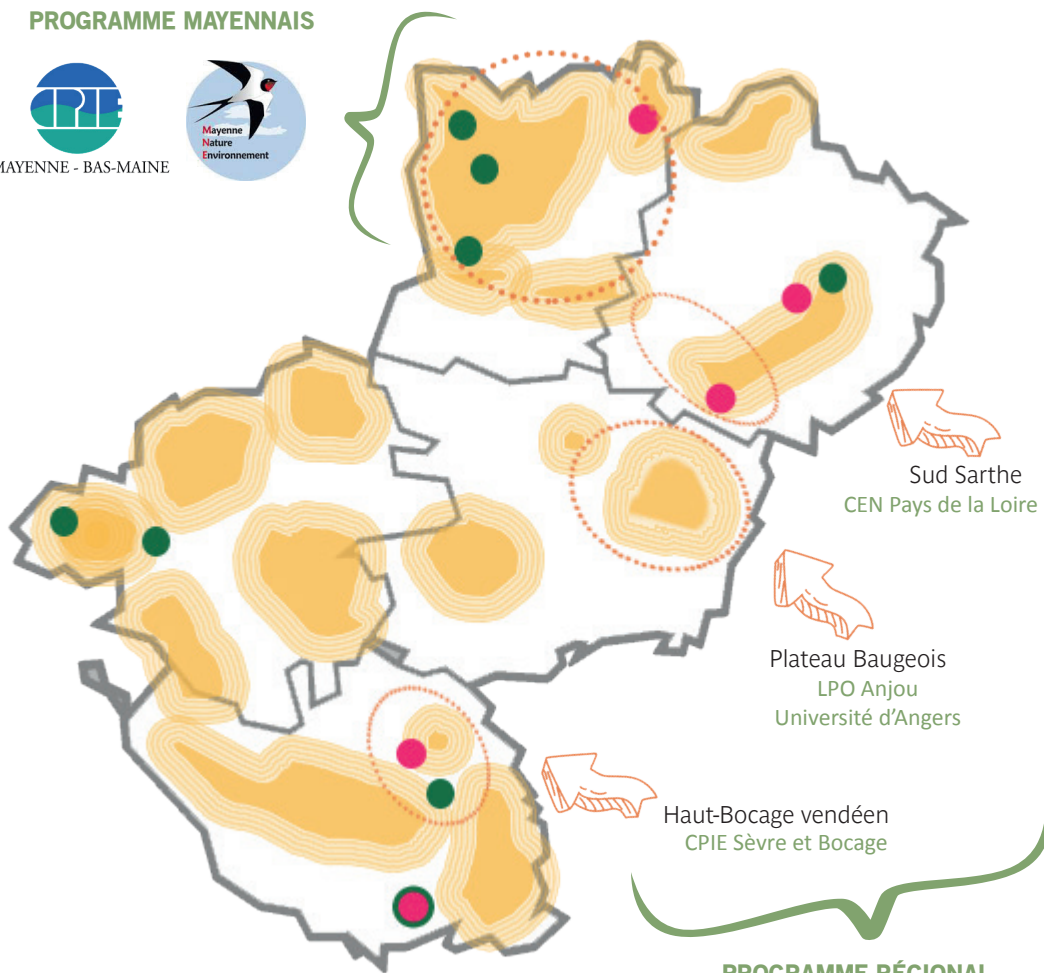 PROGRAMME MAYENNAIS
CPIE
MAYENNE - BAS-MAINE
Mayenne
Nature
Environnement
Sud Sarthe
CEN Pays de la Loire
Plateau Baugeois
LPO Anjou
Université d'Angers
Haut-Bocage vendéen
CPIE Sèvre et Bocage
PROGRAMME RÉGIONAL